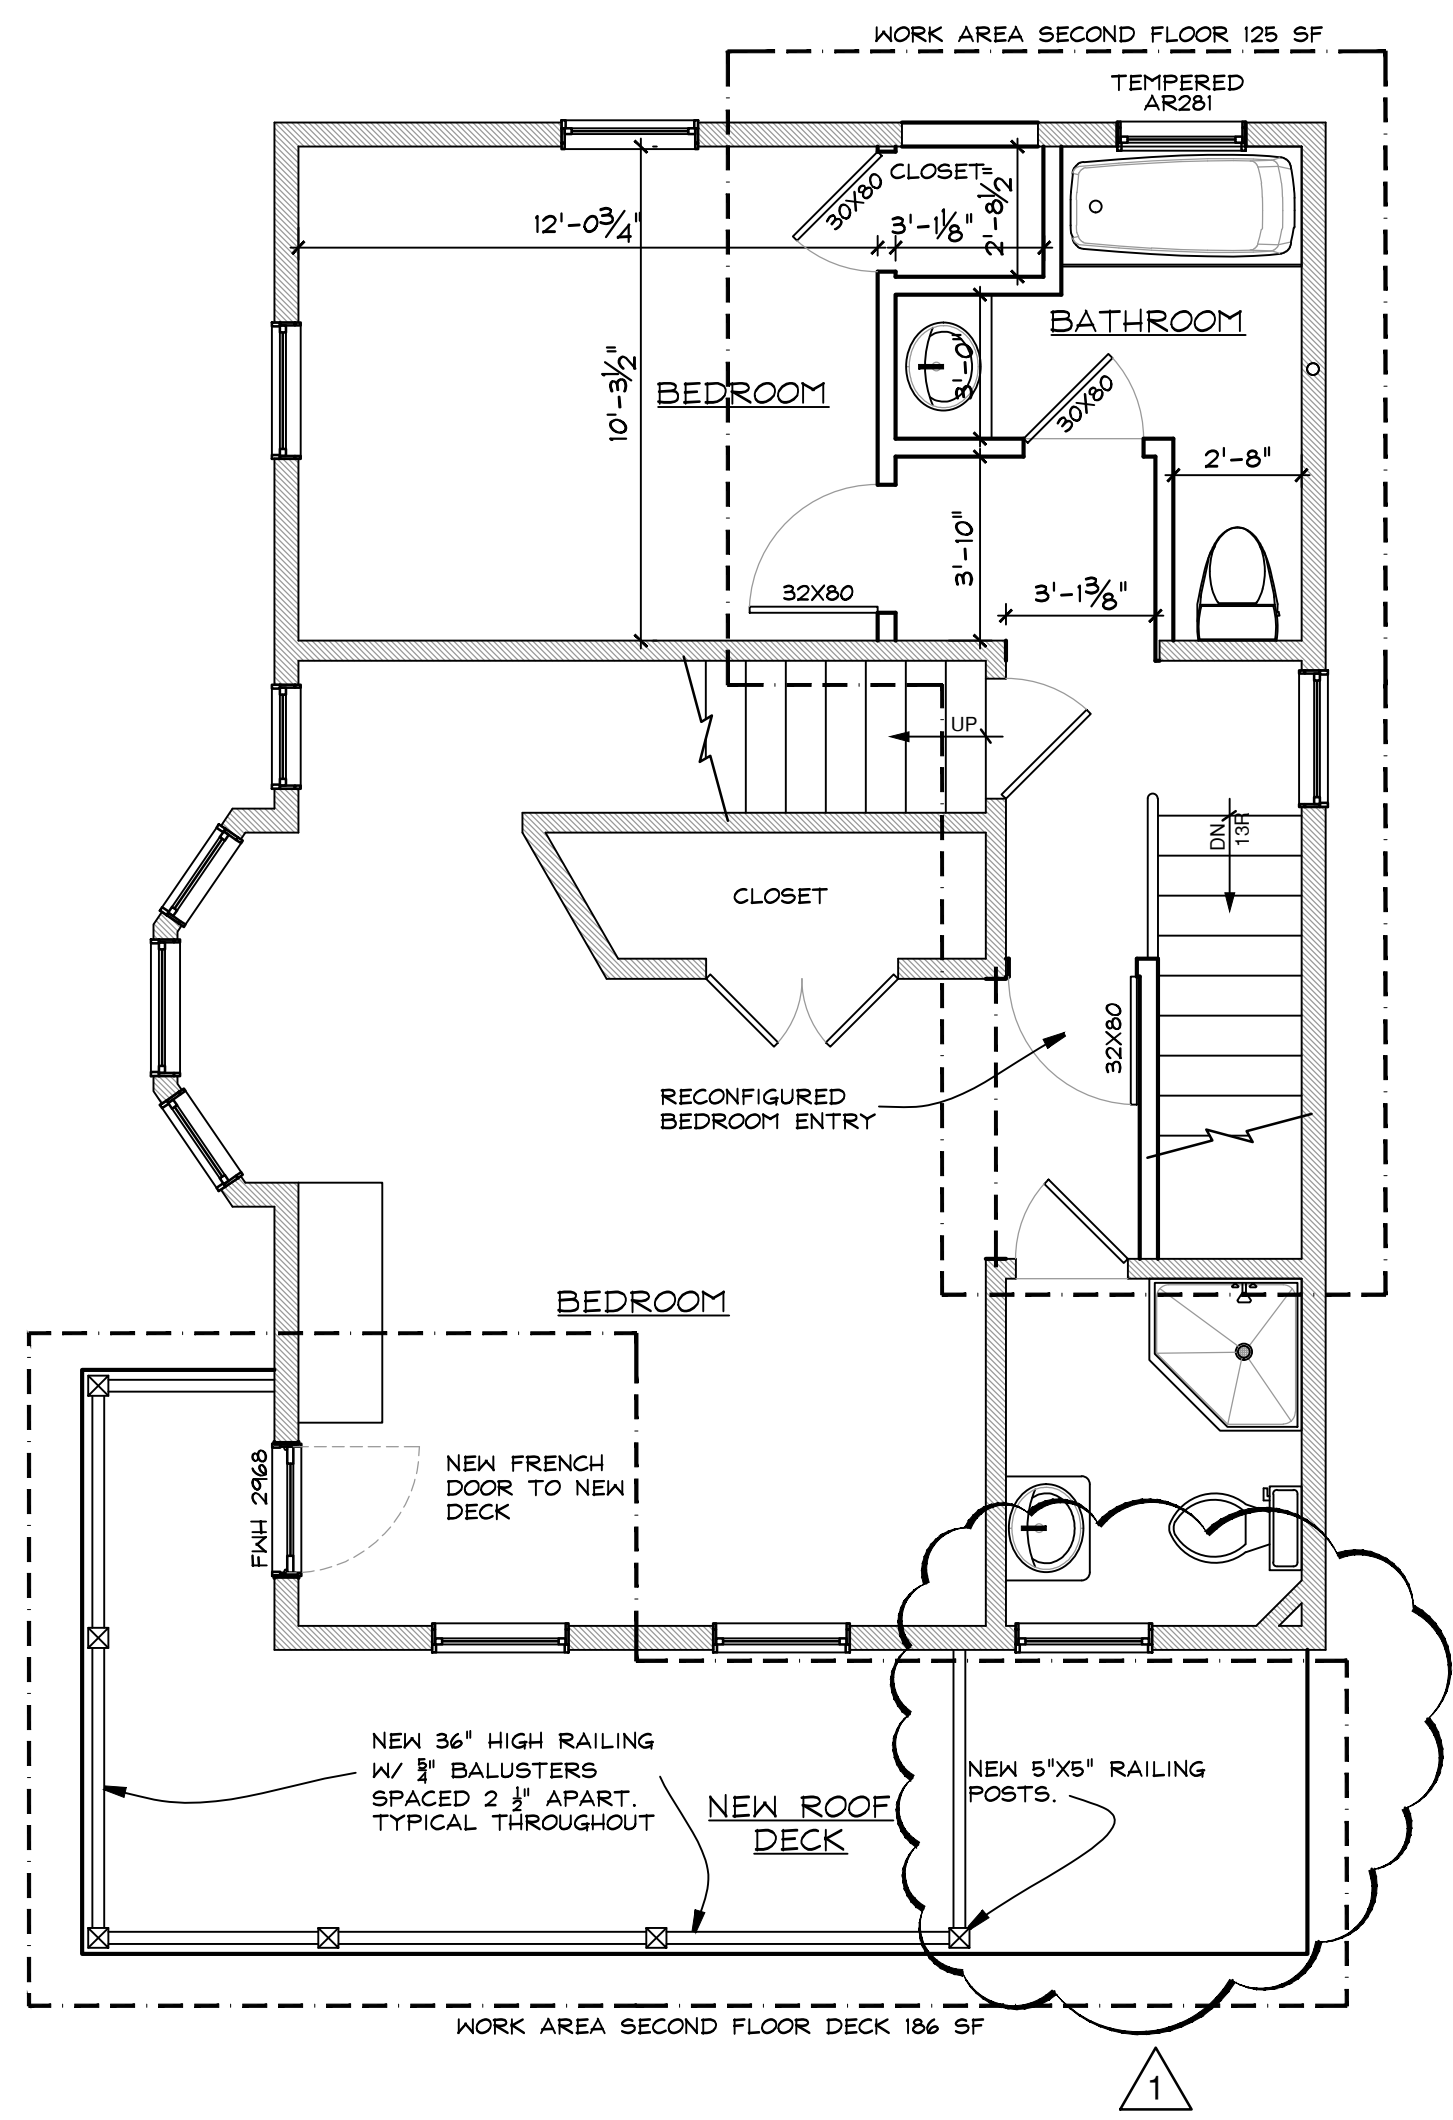 WORK AREA SECOND FLOOR 125 SF
TEMPERED
AR281
CLOSET
30X80
12'-0¾"
3'-1⅛"
2'-8½"
BATHROOM
3'-0"
10'-3½"
BEDROOM
30X80
2'-8"
3'-10"
32X80
3'-1⅜"
UP
DN
13R
CLOSET
32X80
RECONFIGURED
BEDROOM ENTRY
BEDROOM
FWH 2968
NEW FRENCH
DOOR TO NEW
DECK
NEW 36" HIGH RAILING
W/ 5/4" BALUSTERS
SPACED 2 ½" APART.
TYPICAL THROUGHOUT
NEW ROOF
DECK
NEW 5"X5" RAILING
POSTS.
WORK AREA SECOND FLOOR DECK 186 SF
1